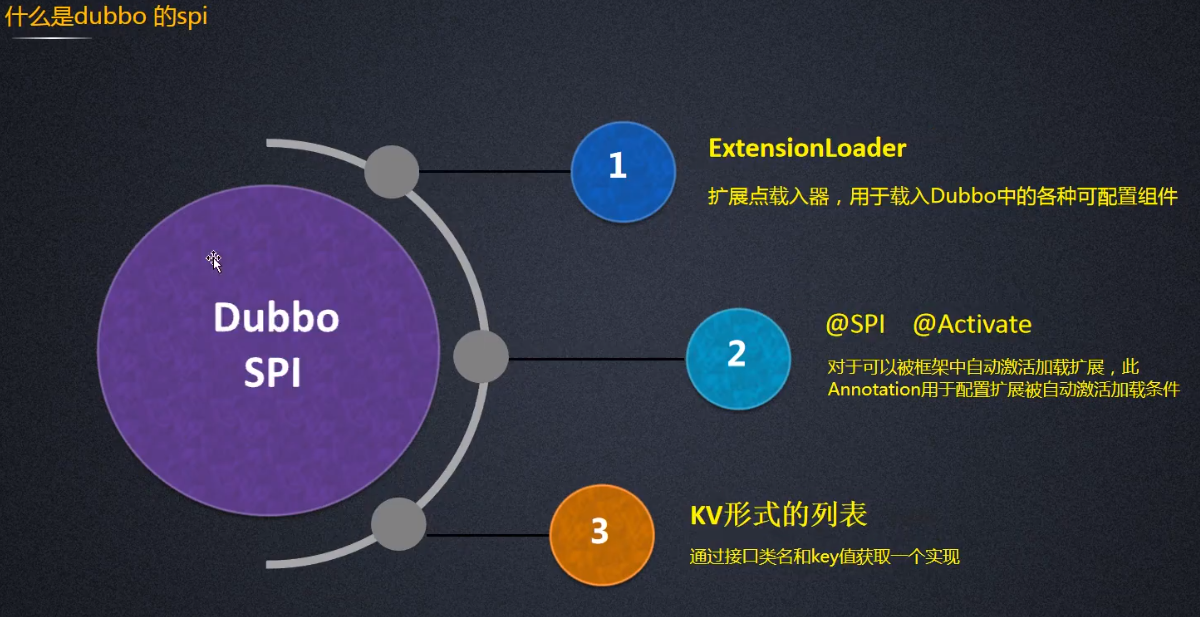 什么是dubbo 的spi
Dubbo
SPI
1
ExtensionLoader
扩展点载入器，用于载入Dubbo中的各种可配置组件
2
@SPI @Activate
对于可以被框架中自动激活加载扩展，此
Annotation用于配置扩展被自动激活加载条件
3
KV形式的列表
通过接口类名和key值获取一个实现